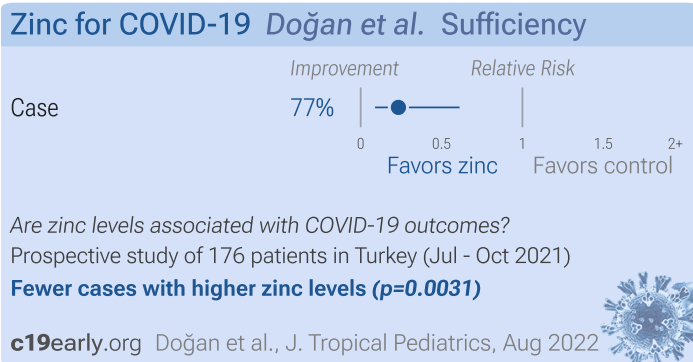 Zinc for COVID-19 Doğan et al. Sufficiency
Improvement Relative Risk
Case 77%
0 0.5 1 1.5 2+
Favors zinc Favors control
Are zinc levels associated with COVID-19 outcomes?
Prospective study of 176 patients in Turkey (Jul - Oct 2021)
Fewer cases with higher zinc levels (p=0.0031)
c19early.org Doğan et al., J. Tropical Pediatrics, Aug 2022